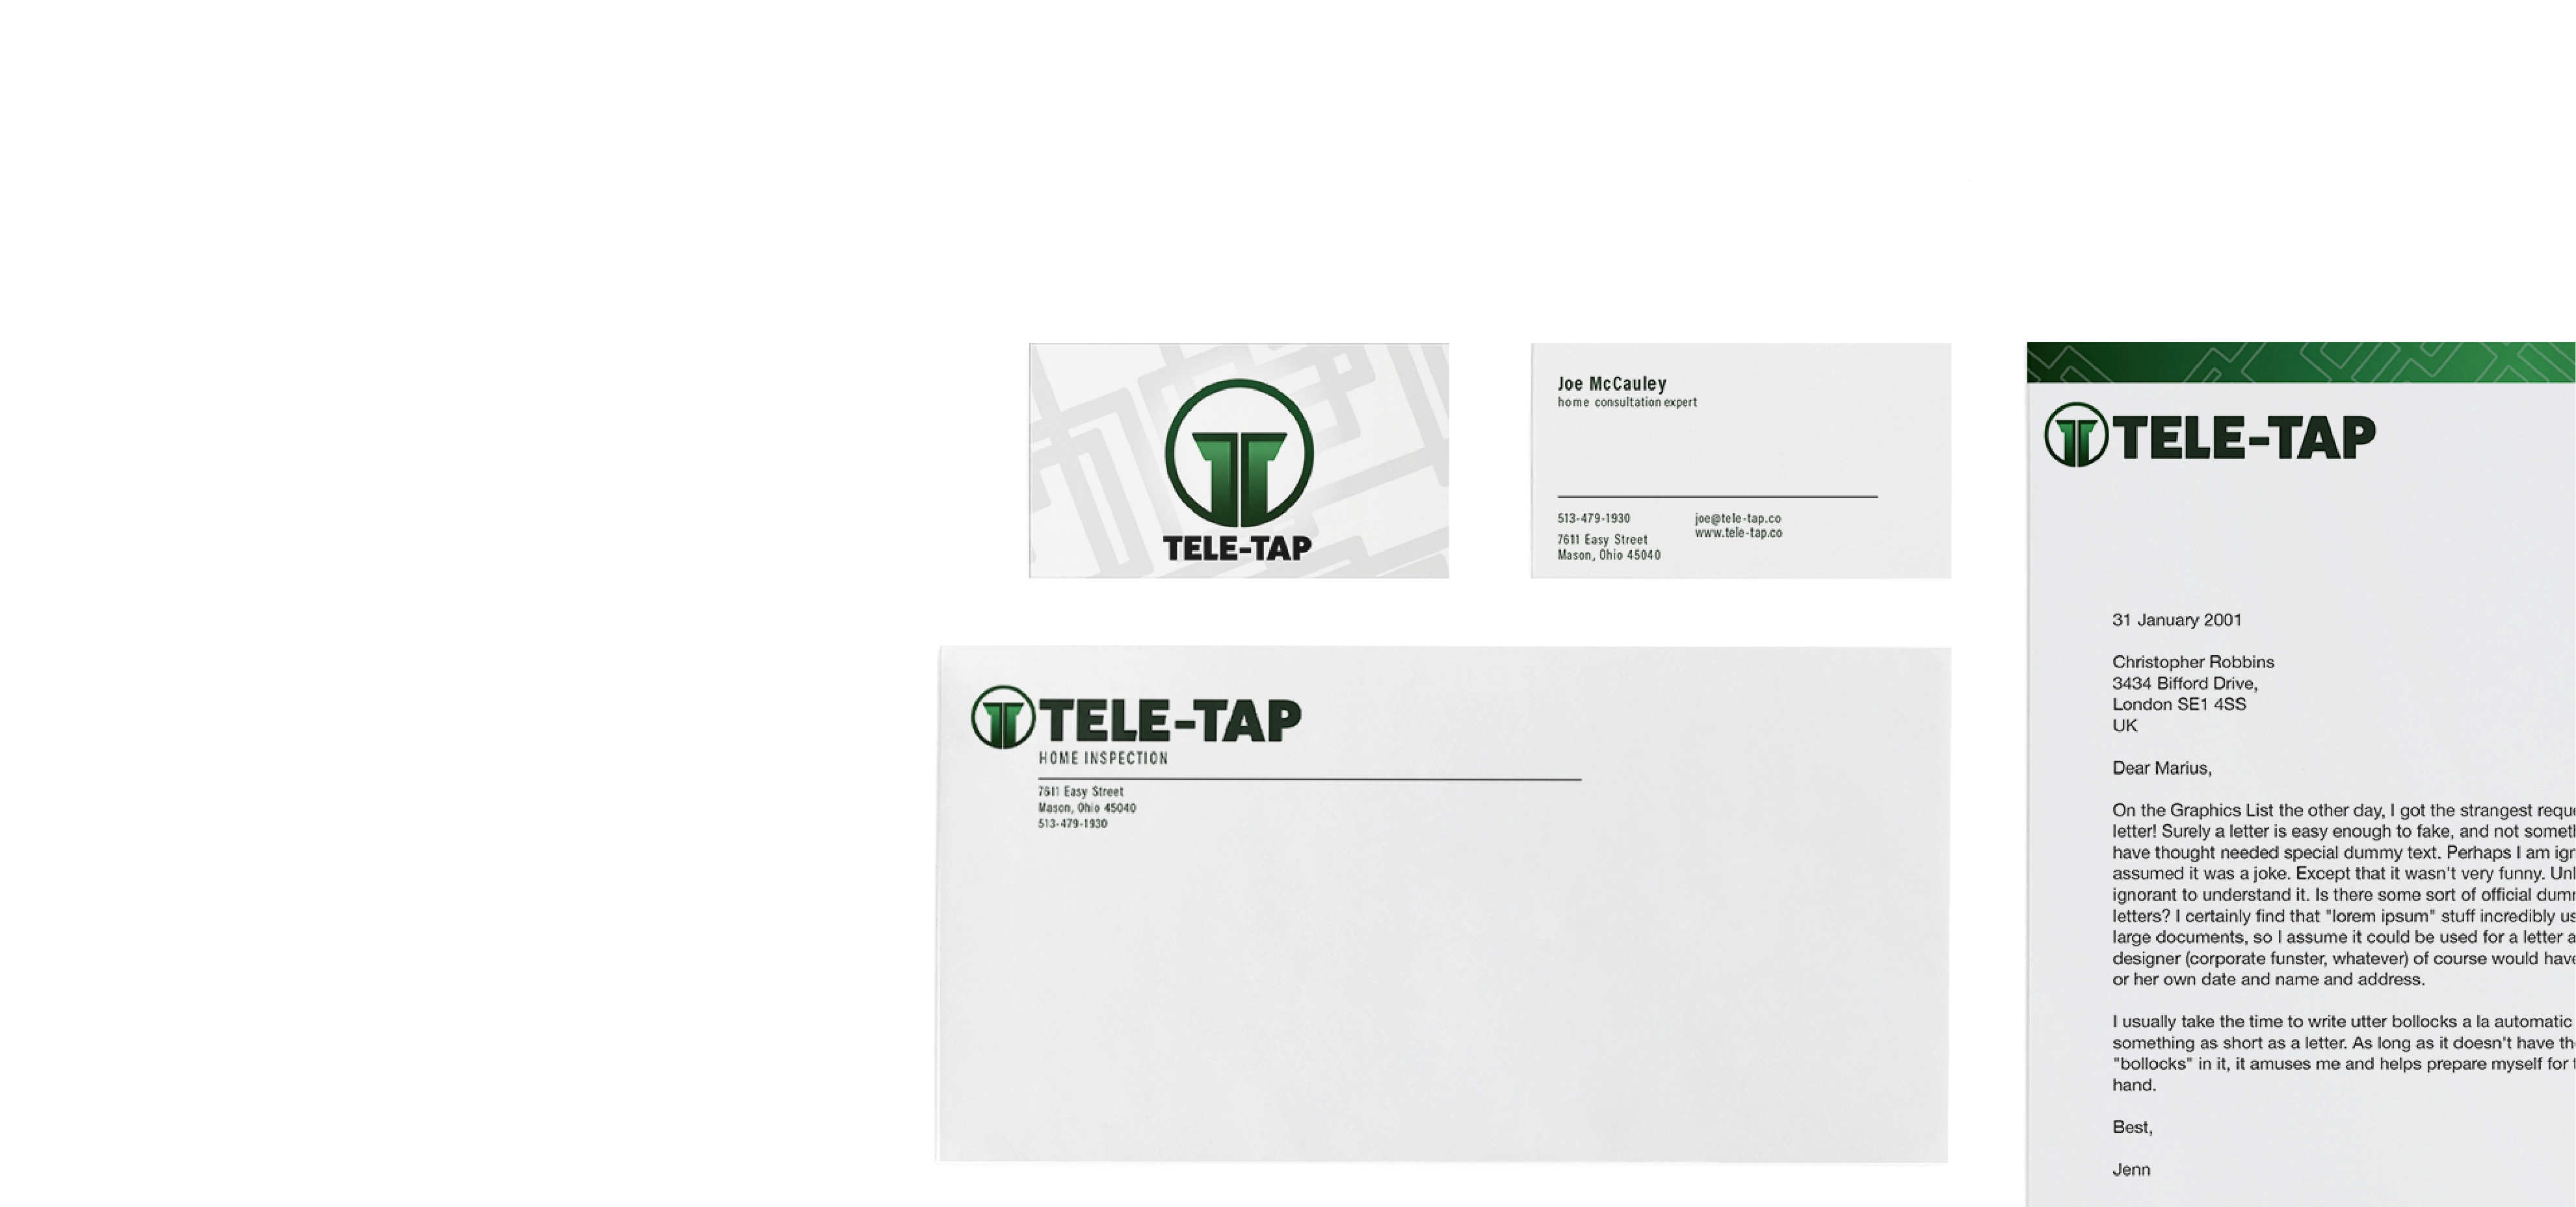 TELE-TAP
Joe McCauley
home consultation expert
513-479-1930
7611 Easy Street
Mason, Ohio 45040
joe@tele-tap.co
www.tele-tap.co
TELE-TAP
HOME INSPECTION
7611 Easy Street
Mason, Ohio 45040
513-479-1930
TELE-TAP
31 January 2001
Christopher Robbins
3434 Bifford Drive,
London SE1 4SS
UK
Dear Marius,
On the Graphics List the other day, I got the strangest
letter! Surely a letter is easy enough to fake, and not
have thought needed special dummy text. Perhaps I am
assumed it was a joke. Except that it wasn't very funny.
ignorant to understand it. Is there some sort of official
letters? I certainly find that "lorem ipsum" stuff incredibly
large documents, so I assume it could be used for a letter
designer (corporate funster, whatever) of course would
or her own date and name and address.
I usually take the time to write utter bollocks a la automatic
something as short as a letter. As long as it doesn't have
"bollocks" in it, it amuses me and helps prepare myself for
hand.
Best,
Jenn